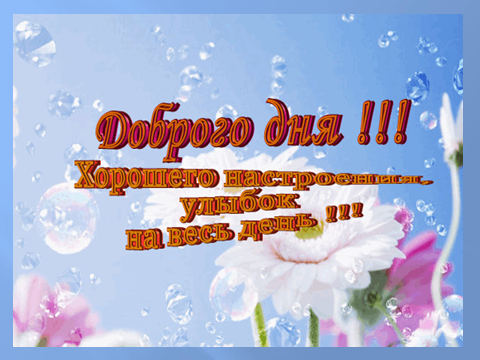 Доброго дня !!!
Хорошего настроения,
улыбок
на весь день !!!